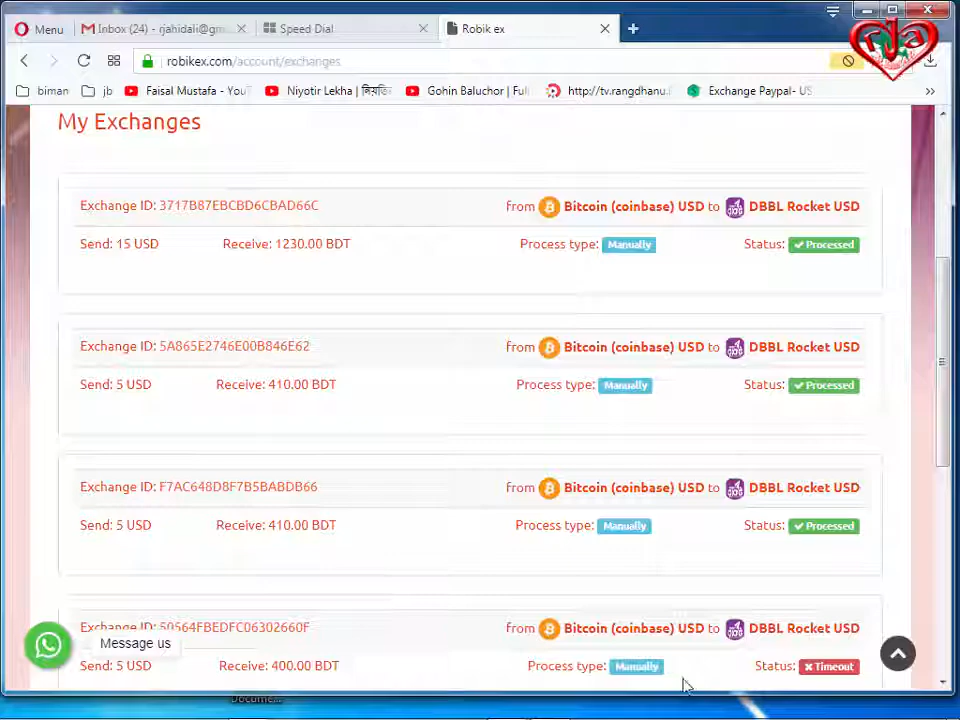 Menu
Inbox (24) - rjahidali@gm
Speed Dial
Robik ex
rja
robikex.com/account/exchanges
biman
jb
Faisal Mustafa - You
Niyotir Lekha | নিয়তি
Gohin Baluchor | Ful
http://tv.rangdhanu.
Exchange Paypal- US
»
My Exchanges
Exchange ID: 3717B87EBCBD6CBAD66C
from Bitcoin (coinbase) USD to DBBL Rocket USD
Send: 15 USD
Receive: 1230.00 BDT
Process type: Manually
Status: Processed
Exchange ID: 5A865E2746E00B846E62
from Bitcoin (coinbase) USD to DBBL Rocket USD
Send: 5 USD
Receive: 410.00 BDT
Process type: Manually
Status: Processed
Exchange ID: F7AC648D8F7B5BABDB66
from Bitcoin (coinbase) USD to DBBL Rocket USD
Send: 5 USD
Receive: 410.00 BDT
Process type: Manually
Status: Processed
Exchange ID: 50564FBEDFC06302660F
from Bitcoin (coinbase) USD to DBBL Rocket USD
Message us
Send: 5 USD
Receive: 400.00 BDT
Process type: Manually
Status: Timeout
Docume...